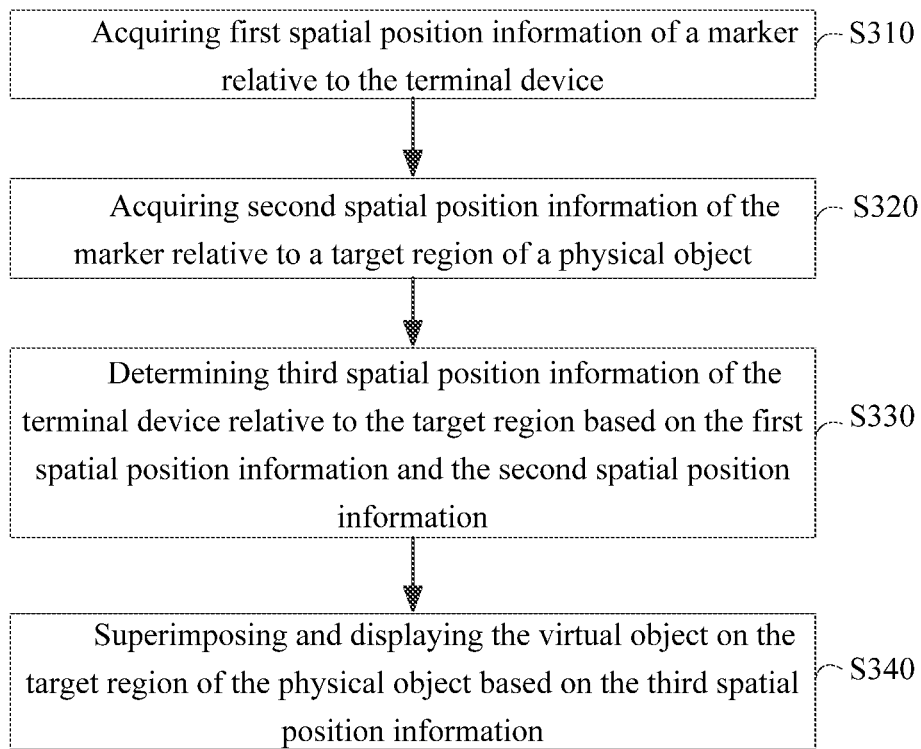 Acquiring first spatial position information of a marker
relative to the terminal device
S310
Acquiring second spatial position information of the
marker relative to a target region of a physical object
S320
Determining third spatial position information of the
terminal device relative to the target region based on the first
spatial position information and the second spatial position
information
S330
Superimposing and displaying the virtual object on the
target region of the physical object based on the third spatial
position information
S340